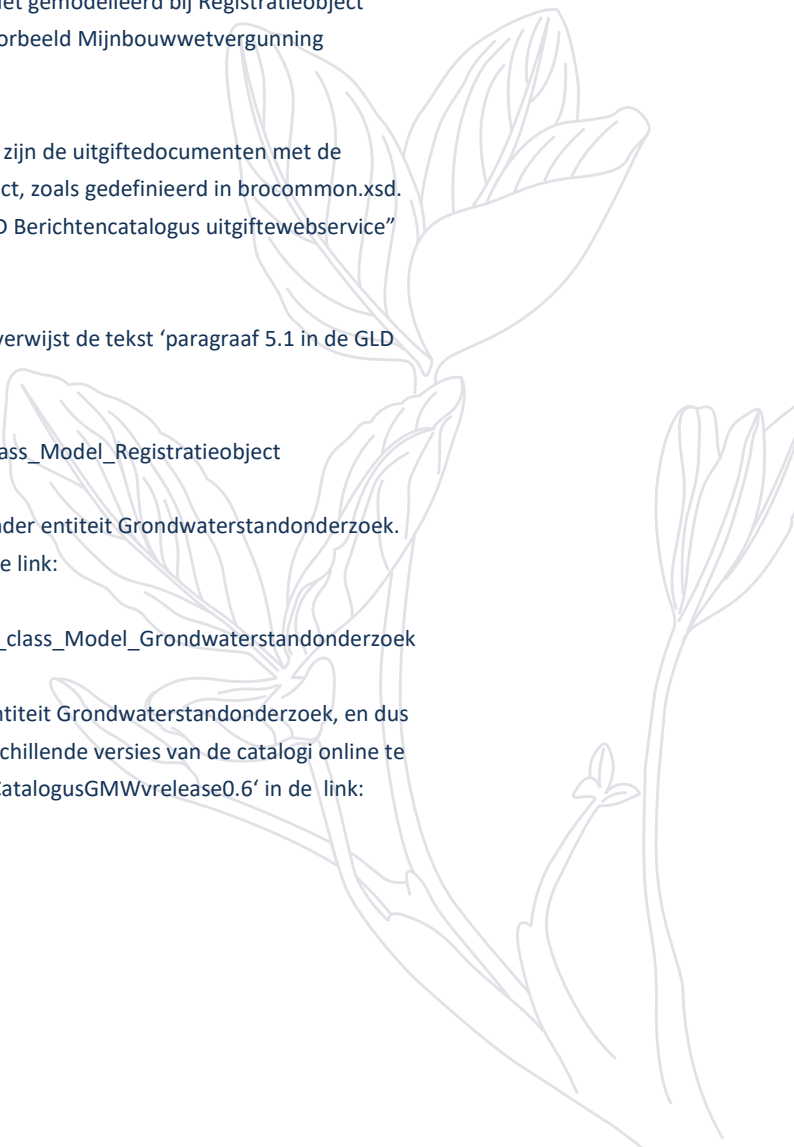 et gemodelleerd bij Registratieobject
orbeeld Mijnbouwwetvergunning
zijn de uitgiftedocumenten met de
ct, zoals gedefinieerd in brocommon.xsd.
D Berichtencatalogus uitgiftewebservice”
verwijst de tekst ‘paragraaf 5.1 in de GLD
ass_Model_Registratieobject
der entiteit Grondwaterstandonderzoek.
e link:
_class_Model_Grondwaterstandonderzoek
ntiteit Grondwaterstandonderzoek, en dus
chillende versies van de catalogi online te
CatalogusGMWvrelease0.6‘ in de link: